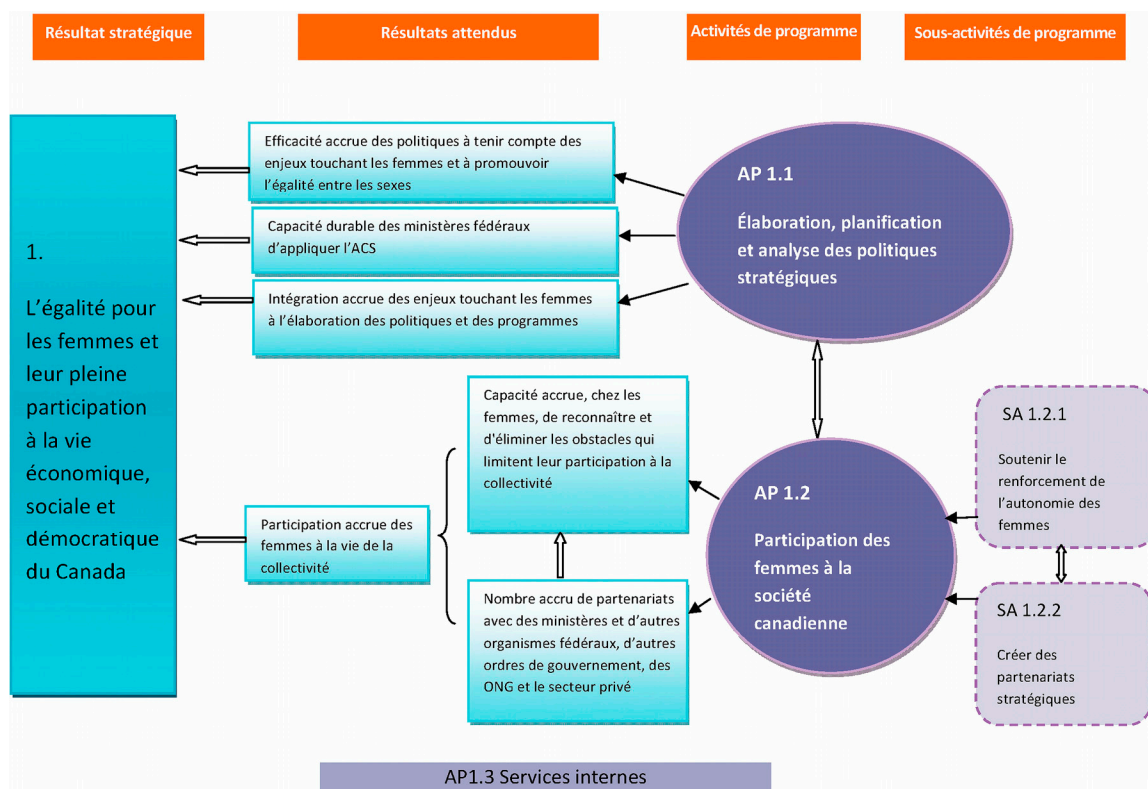 Résultat stratégique
Résultats attendus
Activités de programme
Sous-activités de programme
1.
L’égalité pour
les femmes et
leur pleine
participation
à la vie
économique,
sociale et
démocratique
du Canada
Efficacité accrue des politiques à tenir compte des
enjeux touchant les femmes et à promouvoir
l’égalité entre les sexes
Capacité durable des ministères fédéraux
d’appliquer l’ACS
Intégration accrue des enjeux touchant les femmes
à l’élaboration des politiques et des programmes
AP 1.1
Élaboration, planification
et analyse des politiques
stratégiques
Participation accrue des
femmes à la vie de la
collectivité
Capacité accrue, chez les
femmes, de reconnaître et
d'éliminer les obstacles qui
limitent leur participation à la
collectivité
Nombre accru de partenariats
avec des ministères et d’autres
organismes fédéraux, d’autres
ordres de gouvernement, des
ONG et le secteur privé
AP 1.2
Participation des
femmes à la
société
canadienne
SA 1.2.1
Soutenir le
renforcement de
l’autonomie des
femmes
SA 1.2.2
Créer des
partenariats
stratégiques
AP1.3 Services internes